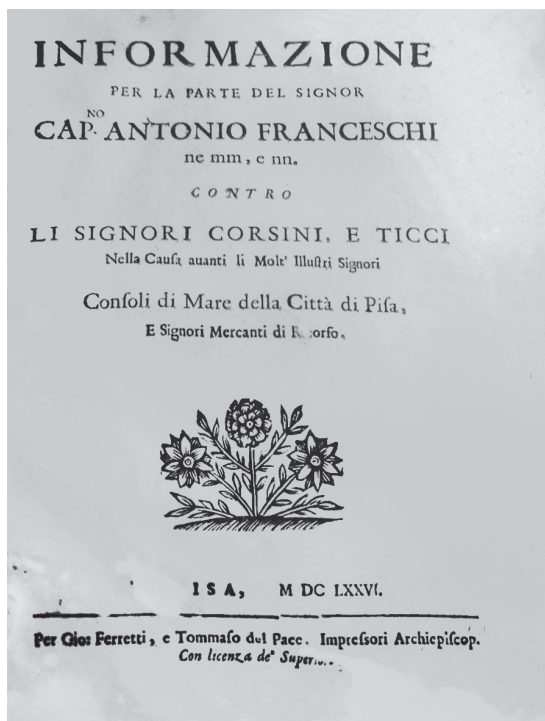 INFORMAZIONE
PER LA PARTE DEL SIGNOR
CAP.NO ANTONIO FRANCESCHI
ne mm, e nn.
CONTRO
LI SIGNORI CORSINI, E TICCI
Nella Cauſa auanti li Molt' Illuſtri Signori
Conſoli di Mare della Città di Piſa,
E Signori Mercanti di
ISA, M DC LXXVI.
Per Gio: Ferretti, e Tommaſo del Pace. Impreſſori Archiepiſcop.
Con licenza de'